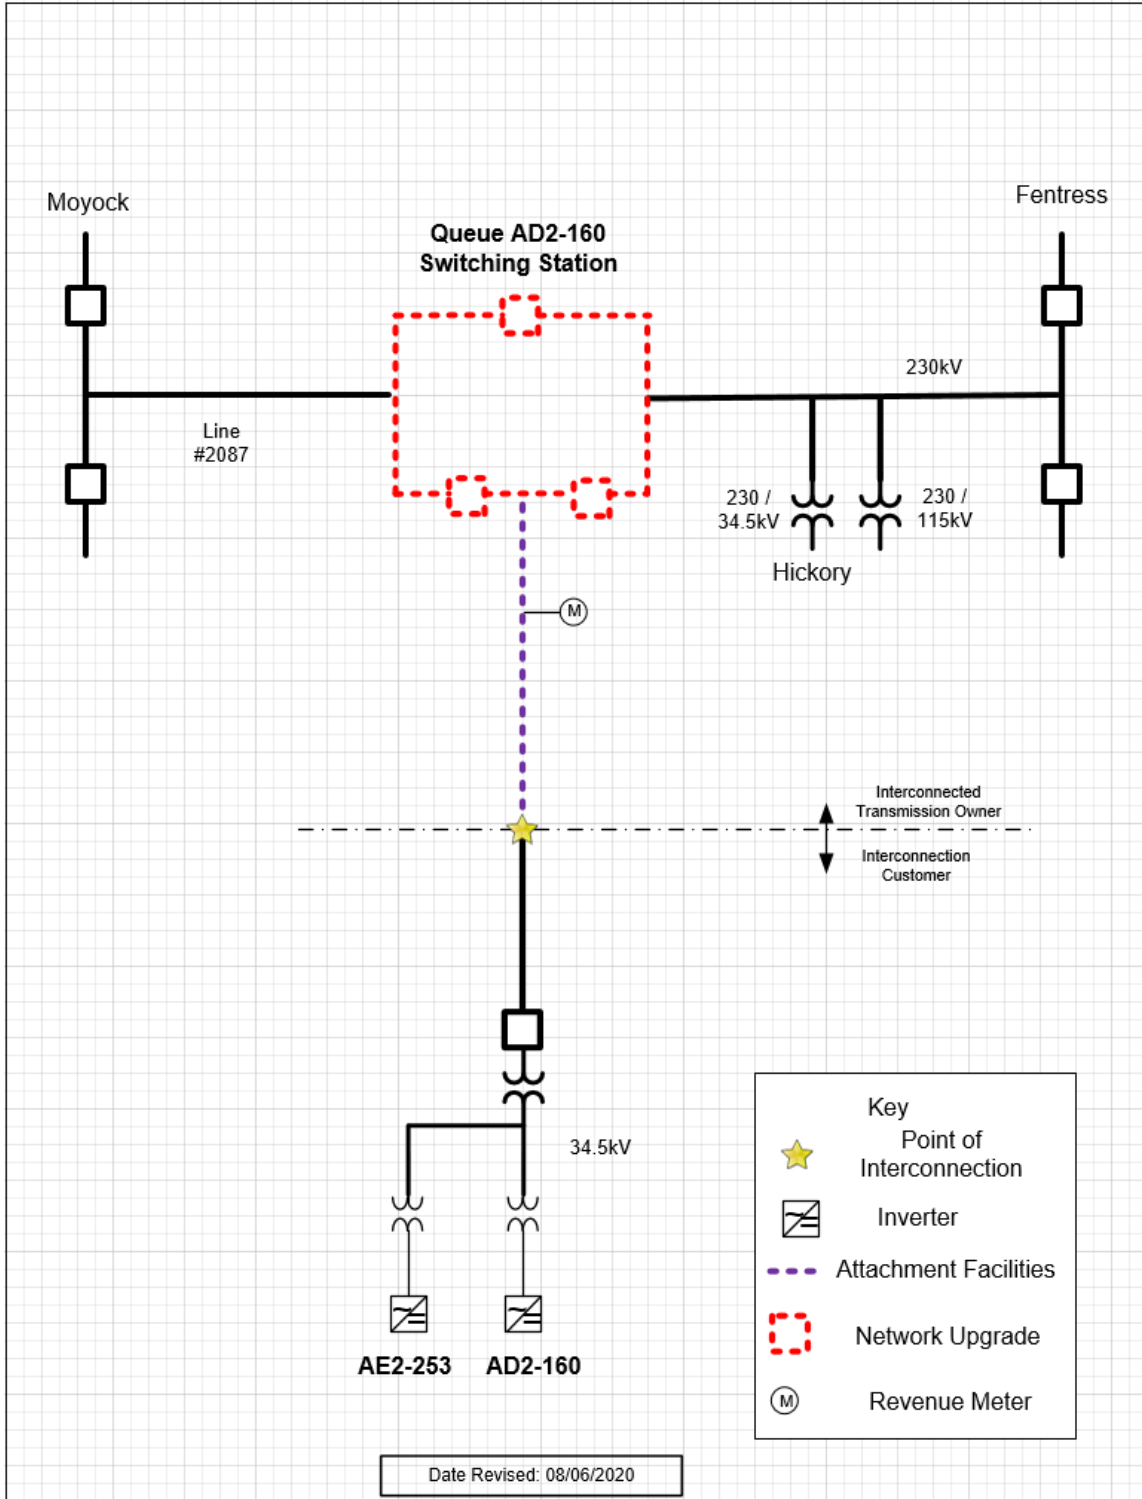 Moyock
Fentress
Queue AD2-160
Switching Station
230kV
Line
#2087
230 /
34.5kV
230 /
115kV
Hickory
M
Interconnected
Transmission Owner
Interconnection
Customer
34.5kV
AE2-253
AD2-160
Key
Point of
Interconnection
Inverter
Attachment Facilities
Network Upgrade
M
Revenue Meter
Date Revised: 08/06/2020